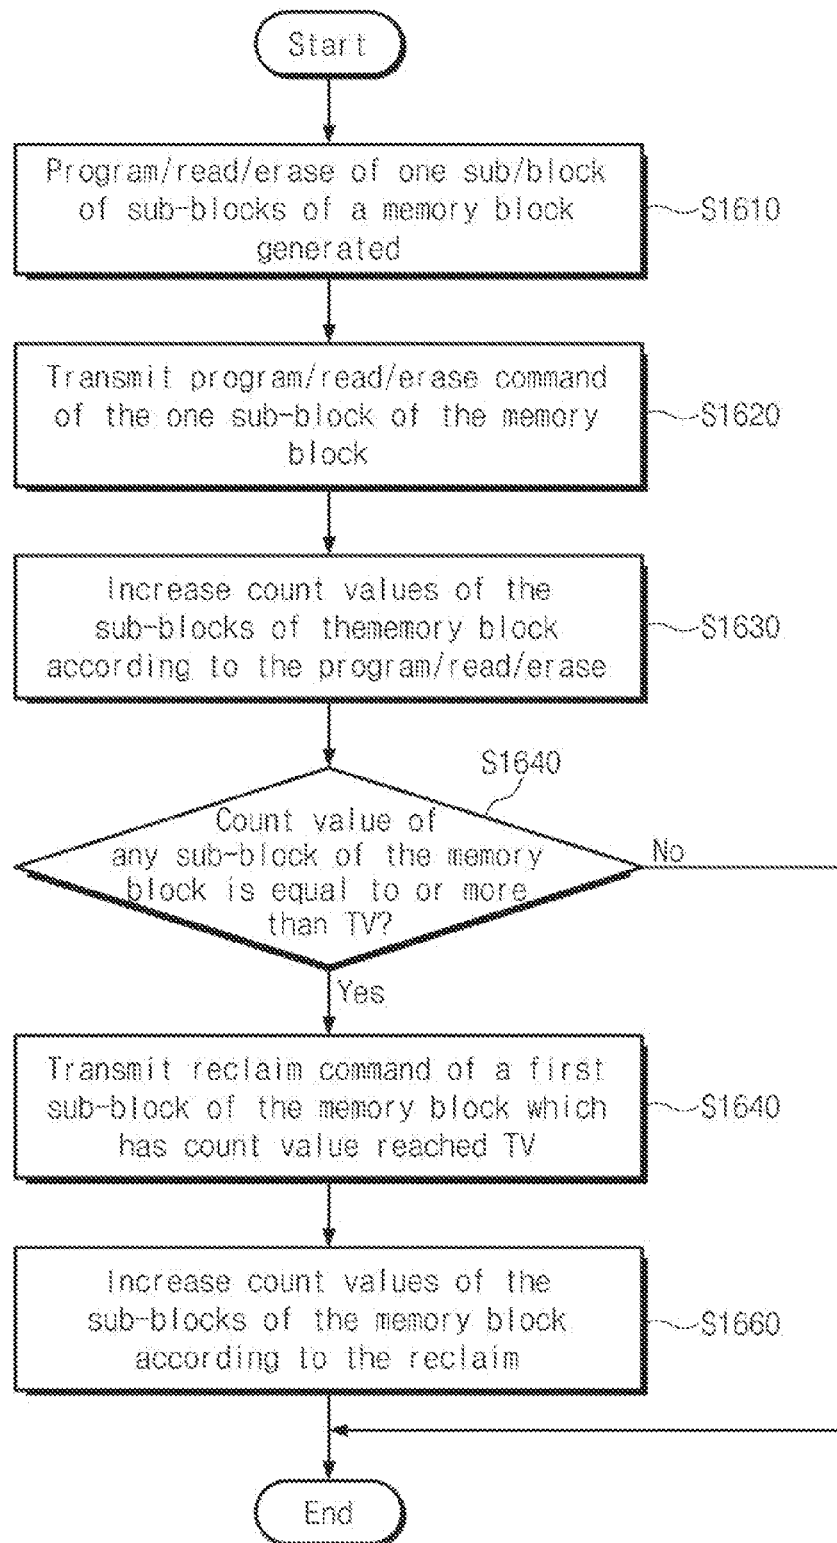 Start
Program/read/erase of one sub/block
of sub-blocks of a memory block
generated
S1610
Transmit program/read/erase command
of the one sub-block of the memory
block
S1620
Increase count values of the
sub-blocks of thememory block
according to the program/read/erase
S1630
S1640
Count value of
any sub-block of the memory
block is equal to or more
than TV?
No
Yes
Transmit reclaim command of a first
sub-block of the memory block which
has count value reached TV
S1640
Increase count values of the
sub-blocks of the memory block
according to the reclaim
S1660
End